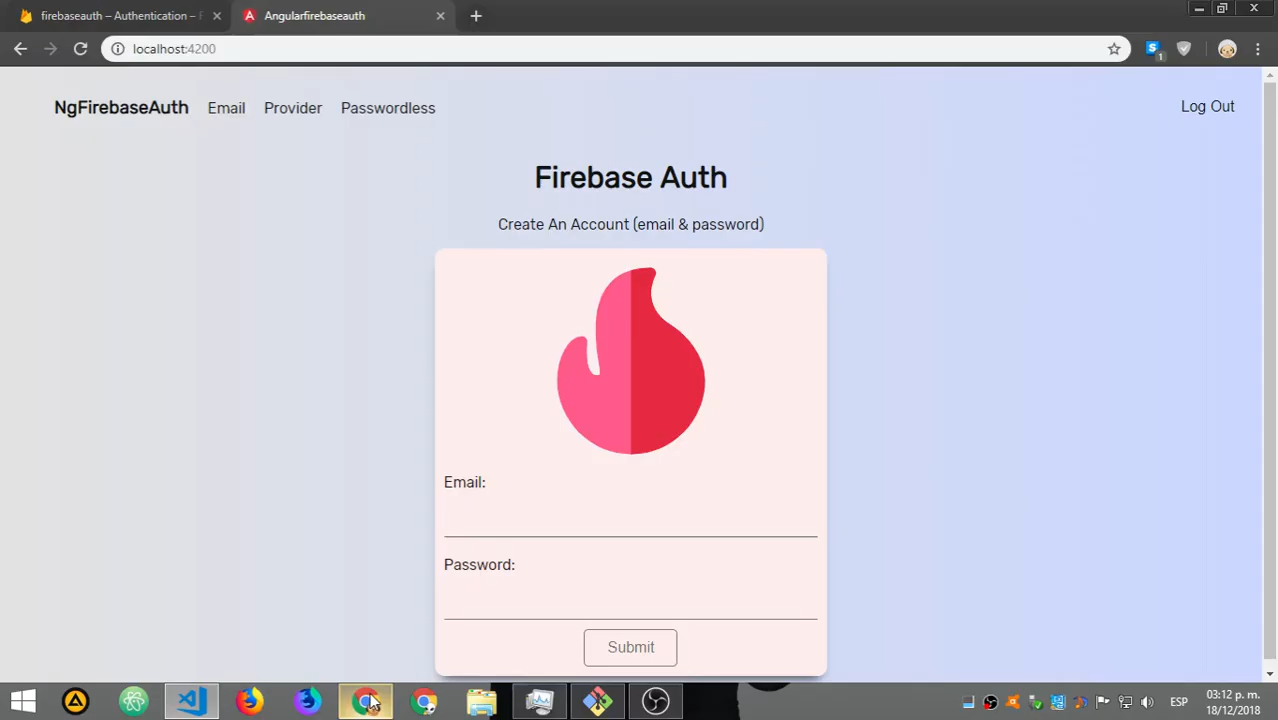 firebaseauth – Authentication –
Angularfirebaseauth
localhost:4200
1
NgFirebaseAuth Email Provider Passwordless Log Out
Firebase Auth
Create An Account (email & password)
Email:
Password:
Submit
ESP
03:12 p. m.
18/12/2018